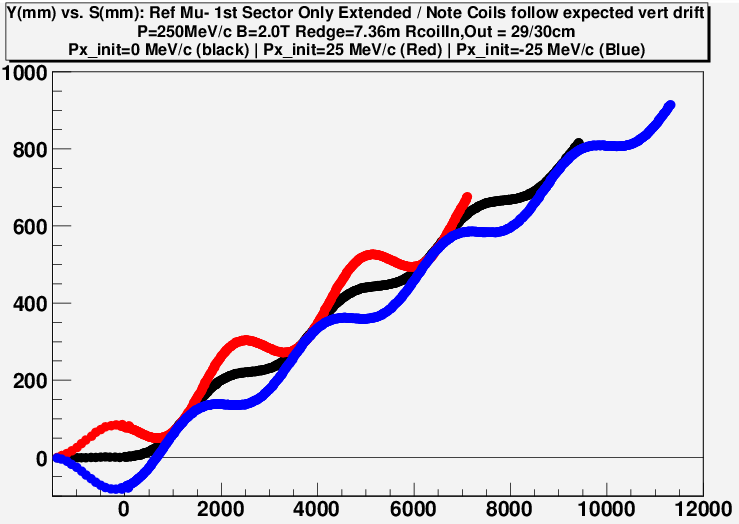 Y(mm) vs. S(mm): Ref Mu- 1st Sector Only Extended / Note Coils follow expected vert drift
P=250MeV/c B=2.0T Redge=7.36m RcoilIn,Out = 29/30cm
Px_init=0 MeV/c (black) | Px_init=25 MeV/c (Red) | Px_init=-25 MeV/c (Blue)
1000
800
600
400
200
0
0 2000 4000 6000 8000 10000 12000